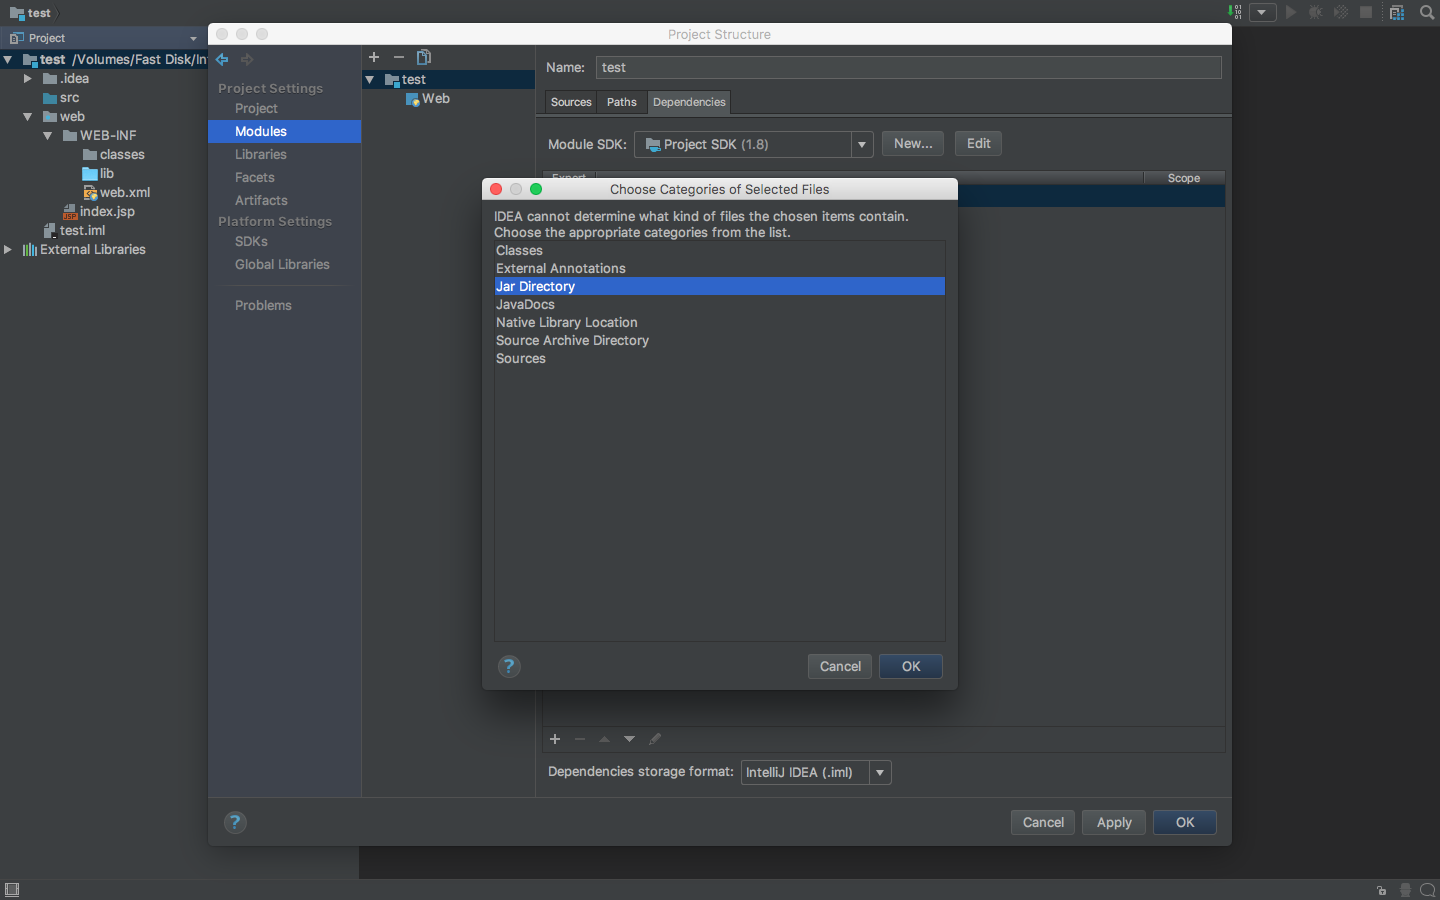 test
Project
test /Volumes/Fast Disk/In
.idea
src
web
WEB-INF
classes
lib
web.xml
index.jsp
test.iml
External Libraries
Project Structure
Project Settings
Project
Modules
Libraries
Facets
Artifacts
Platform Settings
SDKs
Global Libraries
Problems
test
Web
Name: test
Sources Paths Dependencies
Module SDK: Project SDK (1.8) New... Edit
Export Scope
Choose Categories of Selected Files
IDEA cannot determine what kind of files the chosen items contain.
Choose the appropriate categories from the list.
Classes
External Annotations
Jar Directory
JavaDocs
Native Library Location
Source Archive Directory
Sources
? Cancel OK
Dependencies storage format: IntelliJ IDEA (.iml)
? Cancel Apply OK